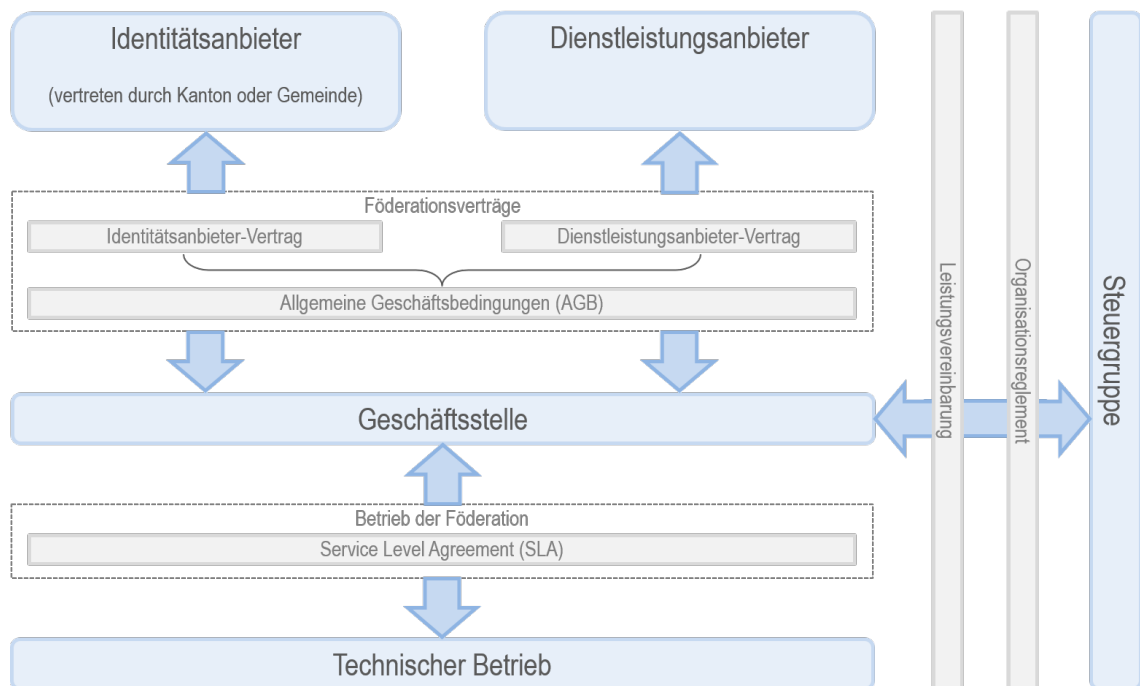 Identitätsanbieter
(vertreten durch Kanton oder Gemeinde)
Dienstleistungsanbieter
Föderationsverträge
Identitätsanbieter-Vertrag
Dienstleistungsanbieter-Vertrag
Allgemeine Geschäftsbedingungen (AGB)
Geschäftsstelle
Betrieb der Föderation
Service Level Agreement (SLA)
Technischer Betrieb
Leistungsvereinbarung
Organisationsreglement
Steuergruppe